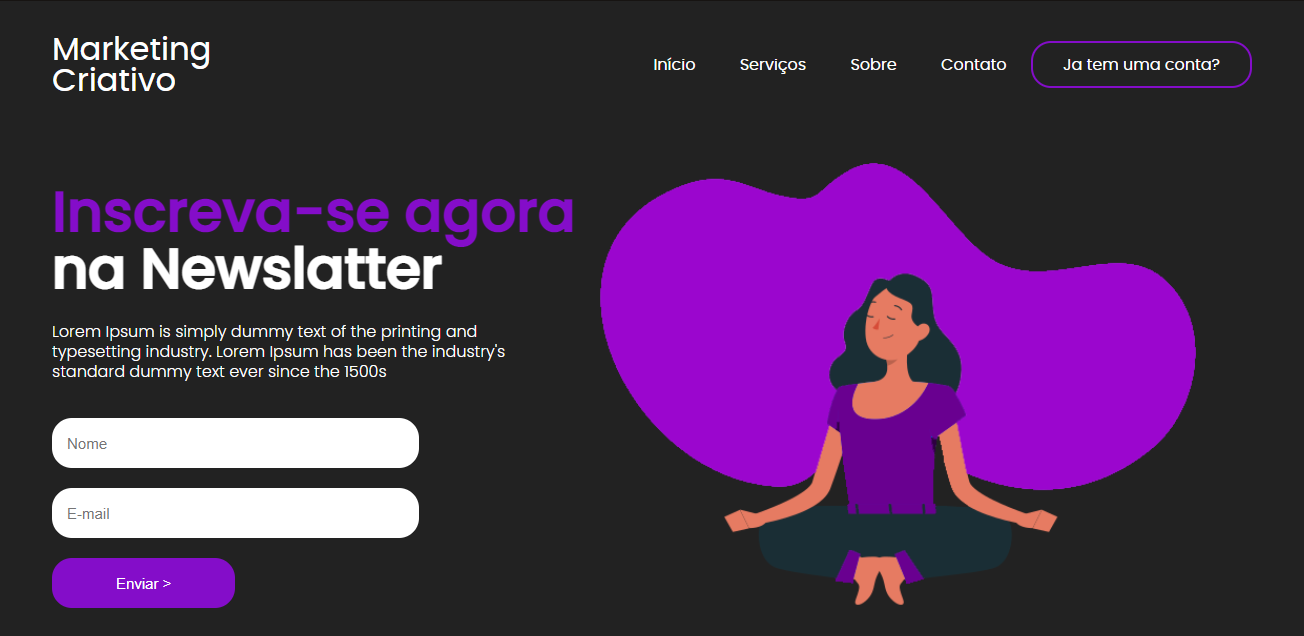 Marketing
Criativo
Início Serviços Sobre Contato Ja tem uma conta?
Inscreva-se agora
na Newslatter
Lorem Ipsum is simply dummy text of the printing and
typesetting industry. Lorem Ipsum has been the industry's
standard dummy text ever since the 1500s
Nome
E-mail
Enviar >